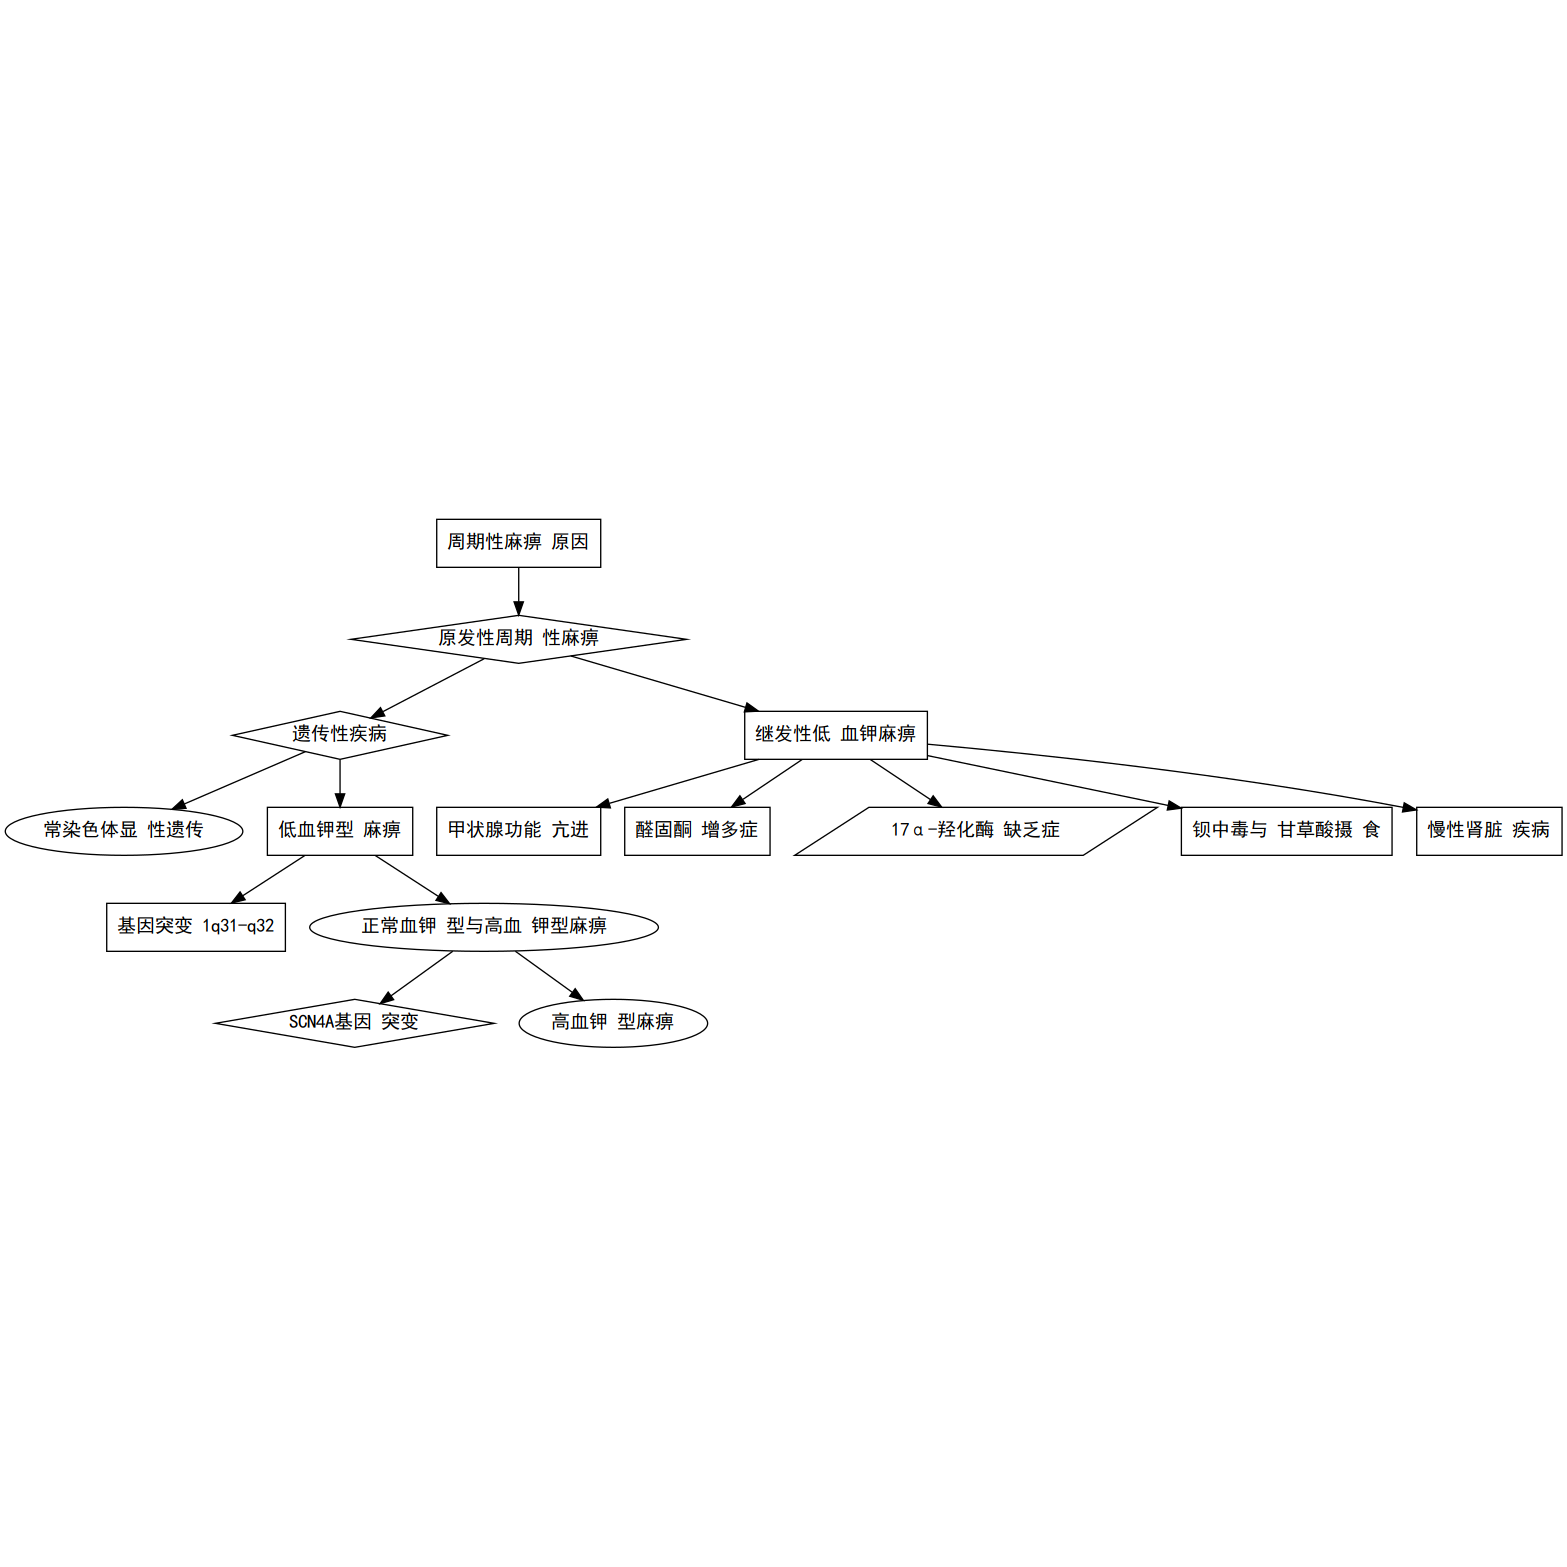 周期性麻痹 原因
原发性周期 性麻痹
遗传性疾病
继发性低 血钾麻痹
常染色体显 性遗传
低血钾型 麻痹
甲状腺功能 亢进
醛固酮 增多症
17α-羟化酶 缺乏症
钡中毒与 甘草酸摄 食
慢性肾脏 疾病
基因突变 1q31-q32
正常血钾 型与高血 钾型麻痹
SCN4A基因 突变
高血钾 型麻痹